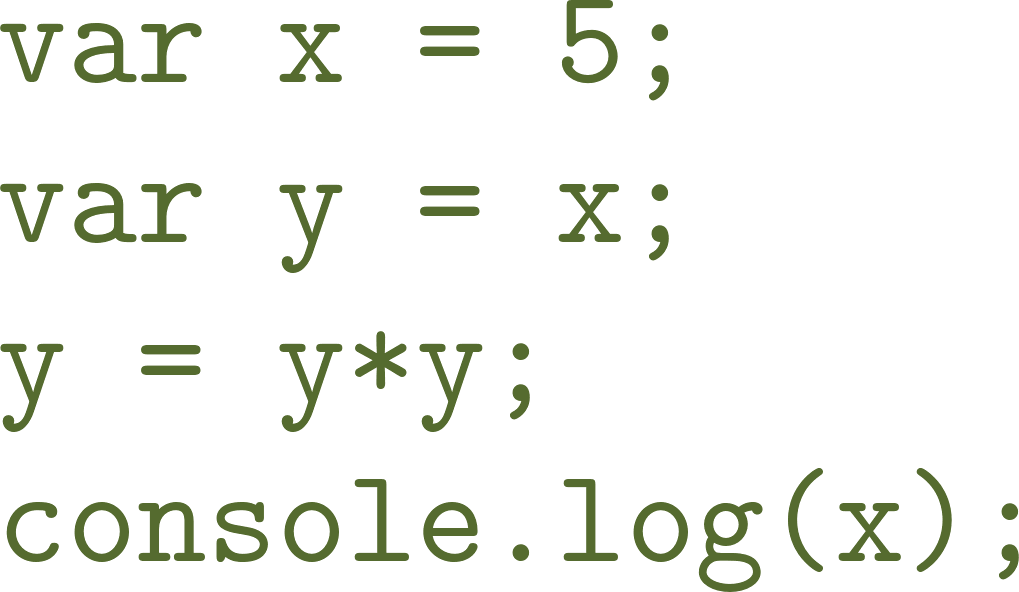 var x = 5;
var y = x;
y = y*y;
console.log(x);